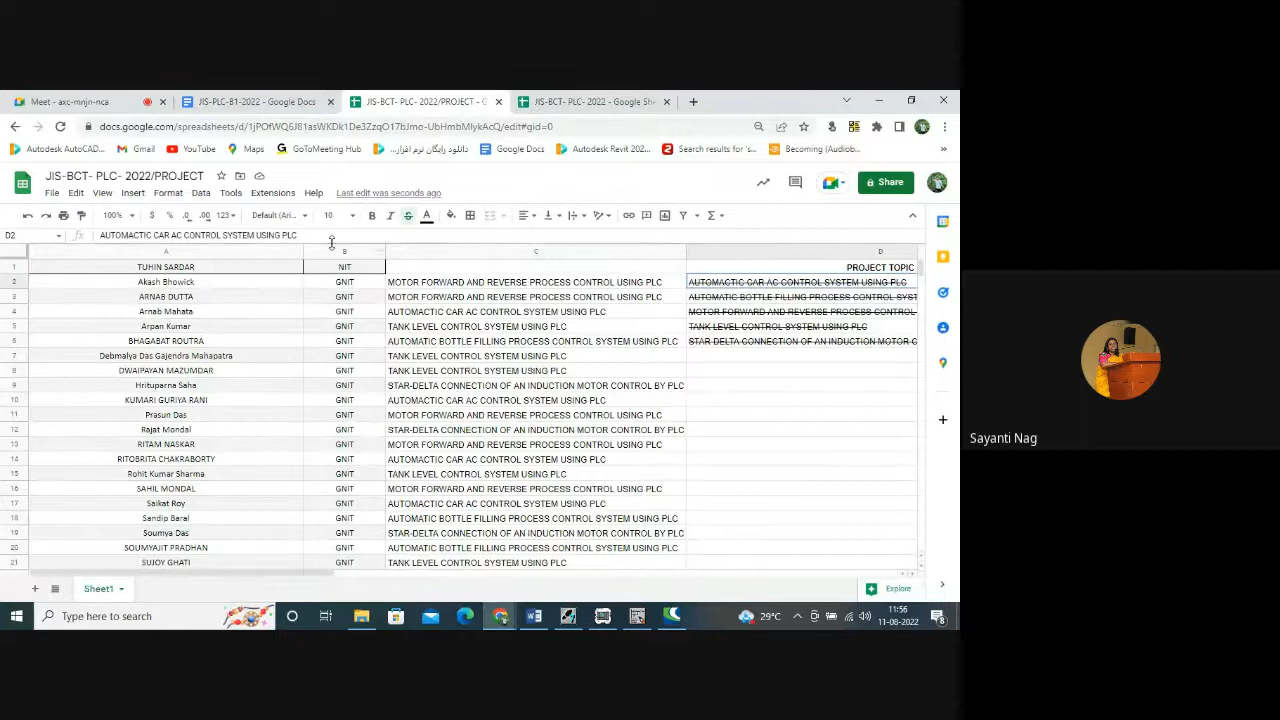 Meet - axc-mnjn-nca
JIS-PLC-B1-2022 - Google Docs
JIS-BCT- PLC- 2022/PROJECT - G
JIS-BCT- PLC - 2022 - Google She
docs.google.com/spreadsheets/d/1jPOfWQ6J81asWKDk1De3ZzqO17bJmo-UbHmbMlykAcQ/edit#gid=0
Autodesk AutoCAD...
Gmail
YouTube
Maps
GoToMeeting Hub
دانلود رایگان نرم افزار...
Google Docs
Autodesk Revit 202...
Search results for 's...
Becoming (Audiob...
JIS-BCT- PLC- 2022/PROJECT
File Edit View Insert Format Data Tools Extensions Help Last edit was seconds ago
Share
100% $ % .0 .00 123 Default (Ari... 10
D2 fx AUTOMACTIC CAR AC CONTROL SYSTEM USING PLC
A B C D
1 TUHIN SARDAR NIT PROJECT TOPIC
2 Akash Bhowick GNIT MOTOR FORWARD AND REVERSE PROCESS CONTROL USING PLC AUTOMACTIC CAR AC CONTROL SYSTEM USING PLC
3 ARNAB DUTTA GNIT MOTOR FORWARD AND REVERSE PROCESS CONTROL USING PLC AUTOMATIC BOTTLE FILLING PROCESS CONTROL SYST
4 Arnab Mahata GNIT AUTOMACTIC CAR AC CONTROL SYSTEM USING PLC MOTOR FORWARD AND REVERSE PROCESS CONTROL
5 Arpan Kumar GNIT TANK LEVEL CONTROL SYSTEM USING PLC TANK LEVEL CONTROL SYSTEM USING PLC
6 BHAGABAT ROUTRA GNIT AUTOMATIC BOTTLE FILLING PROCESS CONTROL SYSTEM USING PLC STAR-DELTA CONNECTION OF AN INDUCTION MOTOR C
7 Debmalya Das Gajendra Mahapatra GNIT TANK LEVEL CONTROL SYSTEM USING PLC
8 DWAIPAYAN MAZUMDAR GNIT TANK LEVEL CONTROL SYSTEM USING PLC
9 Hrituparna Saha GNIT STAR-DELTA CONNECTION OF AN INDUCTION MOTOR CONTROL BY PLC
10 KUMARI GURIYA RANI GNIT AUTOMACTIC CAR AC CONTROL SYSTEM USING PLC
11 Prasun Das GNIT MOTOR FORWARD AND REVERSE PROCESS CONTROL USING PLC
12 Rajat Mondal GNIT STAR-DELTA CONNECTION OF AN INDUCTION MOTOR CONTROL BY PLC
13 RITAM NASKAR GNIT MOTOR FORWARD AND REVERSE PROCESS CONTROL USING PLC
14 RITOBRITA CHAKRABORTY GNIT AUTOMACTIC CAR AC CONTROL SYSTEM USING PLC
15 Rohit Kumar Sharma GNIT TANK LEVEL CONTROL SYSTEM USING PLC
16 SAHIL MONDAL GNIT MOTOR FORWARD AND REVERSE PROCESS CONTROL USING PLC
17 Saikat Roy GNIT AUTOMACTIC CAR AC CONTROL SYSTEM USING PLC
18 Sandip Baral GNIT AUTOMATIC BOTTLE FILLING PROCESS CONTROL SYSTEM USING PLC
19 Soumya Das GNIT STAR-DELTA CONNECTION OF AN INDUCTION MOTOR CONTROL BY PLC
20 SOUMYAJIT PRADHAN GNIT AUTOMATIC BOTTLE FILLING PROCESS CONTROL SYSTEM USING PLC
21 SUJOY GHATI GNIT TANK LEVEL CONTROL SYSTEM USING PLC
Sheet1
Explore
Type here to search
29°C
11:56
11-08-2022
8
Sayanti Nag